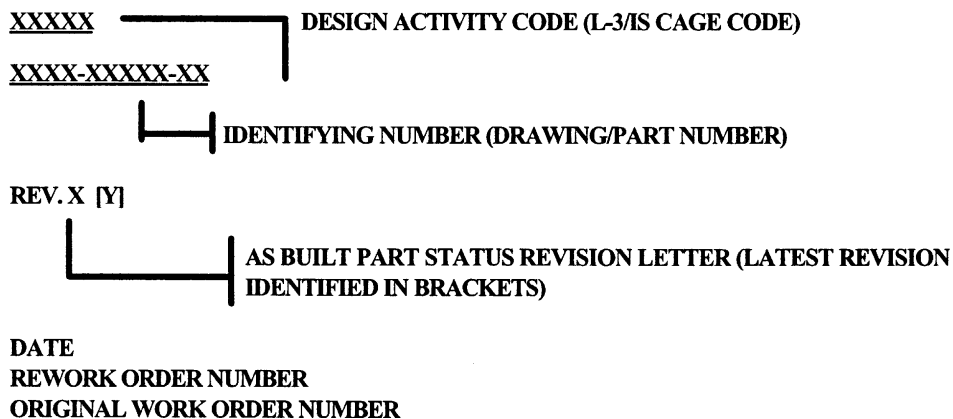 XXXXX DESIGN ACTIVITY CODE (L-3/IS CAGE CODE)
XXXX-XXXXX-XX
IDENTIFYING NUMBER (DRAWING/PART NUMBER)
REV. X [Y]
AS BUILT PART STATUS REVISION LETTER (LATEST REVISION
IDENTIFIED IN BRACKETS)
DATE
REWORK ORDER NUMBER
ORIGINAL WORK ORDER NUMBER